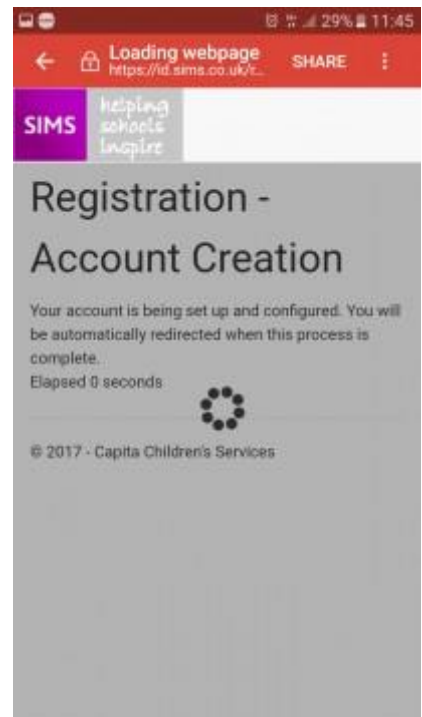 29% 11:45
Loading webpage
https://id.sims.co.uk/r...
SHARE
SIMS
helping
schools
inspire
Registration -
Account Creation
Your account is being set up and configured. You will
be automatically redirected when this process is
complete.
Elapsed 0 seconds
© 2017 - Capita Children's Services